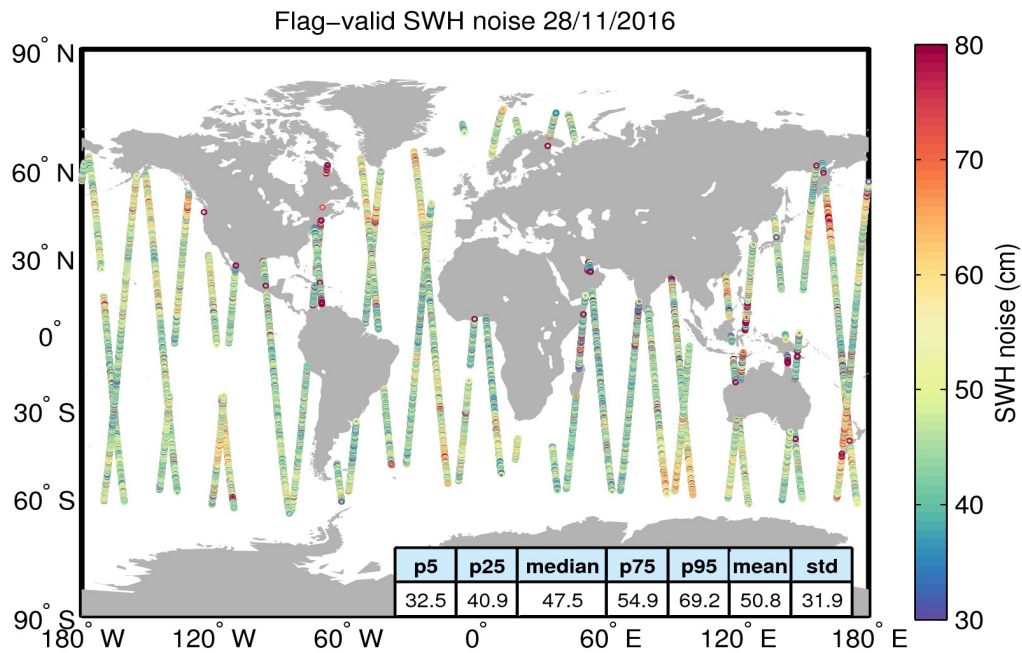 Flag−valid SWH noise 28/11/2016
90° N
60° N
30° N
0°
30° S
60° S
90° S
180° W
120° W
60° W
0°
60° E
120° E
180° E
80
70
60
50
40
30
SWH noise (cm)
p5 p25 median p75 p95 mean std
32.5 40.9 47.5 54.9 69.2 50.8 31.9